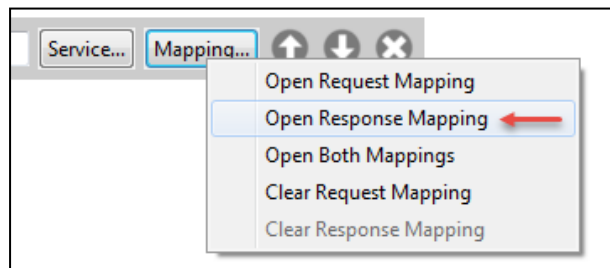 Service... Mapping...
Open Request Mapping
Open Response Mapping
Open Both Mappings
Clear Request Mapping
Clear Response Mapping